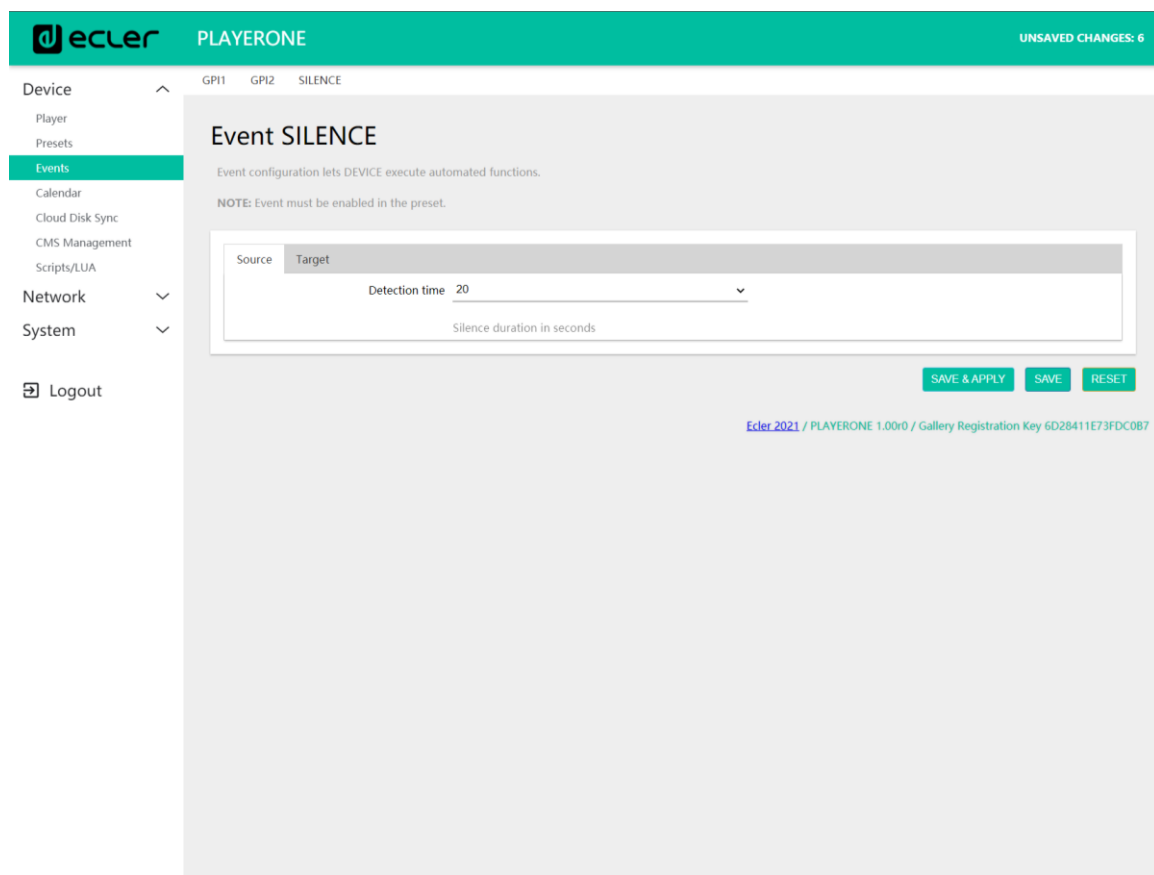 ecler PLAYERONE UNSAVED CHANGES: 6
GPI1 GPI2 SILENCE
Device
Player
Presets
Events
Calendar
Cloud Disk Sync
CMS Management
Scripts/LUA
Network
System
Logout
Event SILENCE
Event configuration lets DEVICE execute automated functions.
NOTE: Event must be enabled in the preset.
Source Target
Detection time 20
Silence duration in seconds
SAVE & APPLY SAVE RESET
Ecler 2021 / PLAYERONE 1.00r0 / Gallery Registration Key 6D28411E73FDC0B7